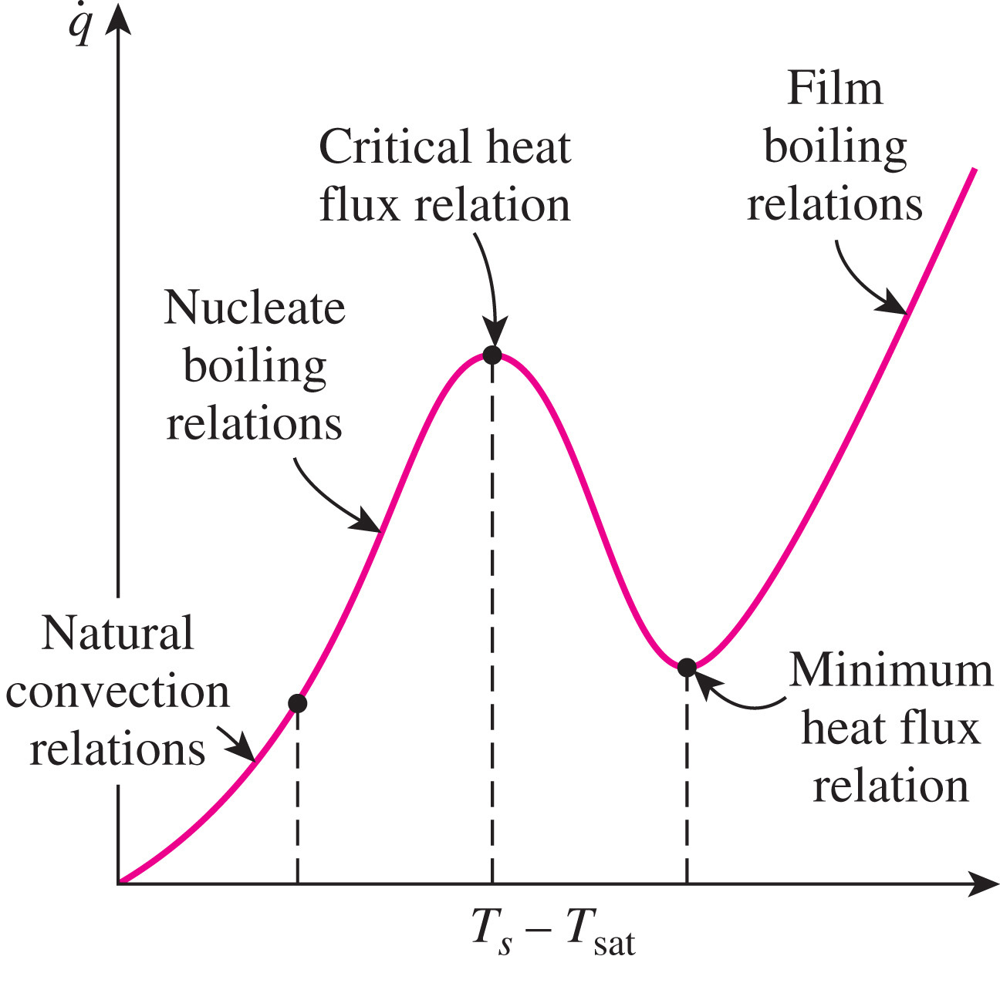 q̇
Film
boiling
relations
Critical heat
flux relation
Nucleate
boiling
relations
Natural
convection
relations
Minimum
heat flux
relation
Tₛ – Tsat